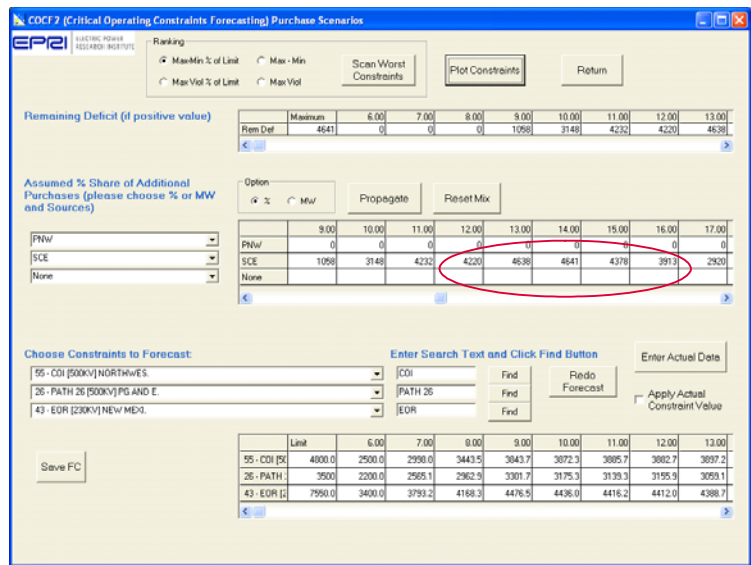 COCF2 (Critical Operating Constraints Forecasting) Purchase Scenarios
EPRI ELECTRIC POWER RESEARCH INSTITUTE
Ranking
Max-Min % of Limit Max - Min
Max Viol % of Limit Max Viol
Scan Worst Constraints
Plot Constraints
Return
Remaining Deficit (if positive value)
Maximum 6.00 7.00 8.00 9.00 10.00 11.00 12.00 13.00
Rem Def 4641 0 0 0 1058 3148 4232 4220 4638
Assumed % Share of Additional
Purchases (please choose % or MW
and Sources)
Option
% MW
Propagate
Reset Mix
PNW
SCE
None
9.00 10.00 11.00 12.00 13.00 14.00 15.00 16.00 17.00
PNW 0 0 0 0 0 0 0 0 0
SCE 1058 3148 4232 4220 4638 4641 4378 3913 2920
None
Choose Constraints to Forecast:
Enter Search Text and Click Find Button
Enter Actual Data
55 - COI [500KV] NORTHWES.
COI
Find
26 - PATH 26 [500KV] PG AND E.
PATH 26
Find
43 - EOR [230KV] NEW MEXI.
EOR
Find
Redo Forecast
Apply Actual Constraint Value
Save FC
Limit 6.00 7.00 8.00 9.00 10.00 11.00 12.00 13.00
55 - COI [5( 4800.0 2500.0 2998.0 3443.5 3843.7 3872.3 3885.7 3882.7 3897.2
26 - PATH : 3500 2200.0 2565.1 2962.9 3301.7 3175.3 3139.3 3155.9 3059.1
43 - EOR [2 7550.0 3400.0 3793.2 4168.3 4476.5 4436.0 4416.2 4412.0 4388.7